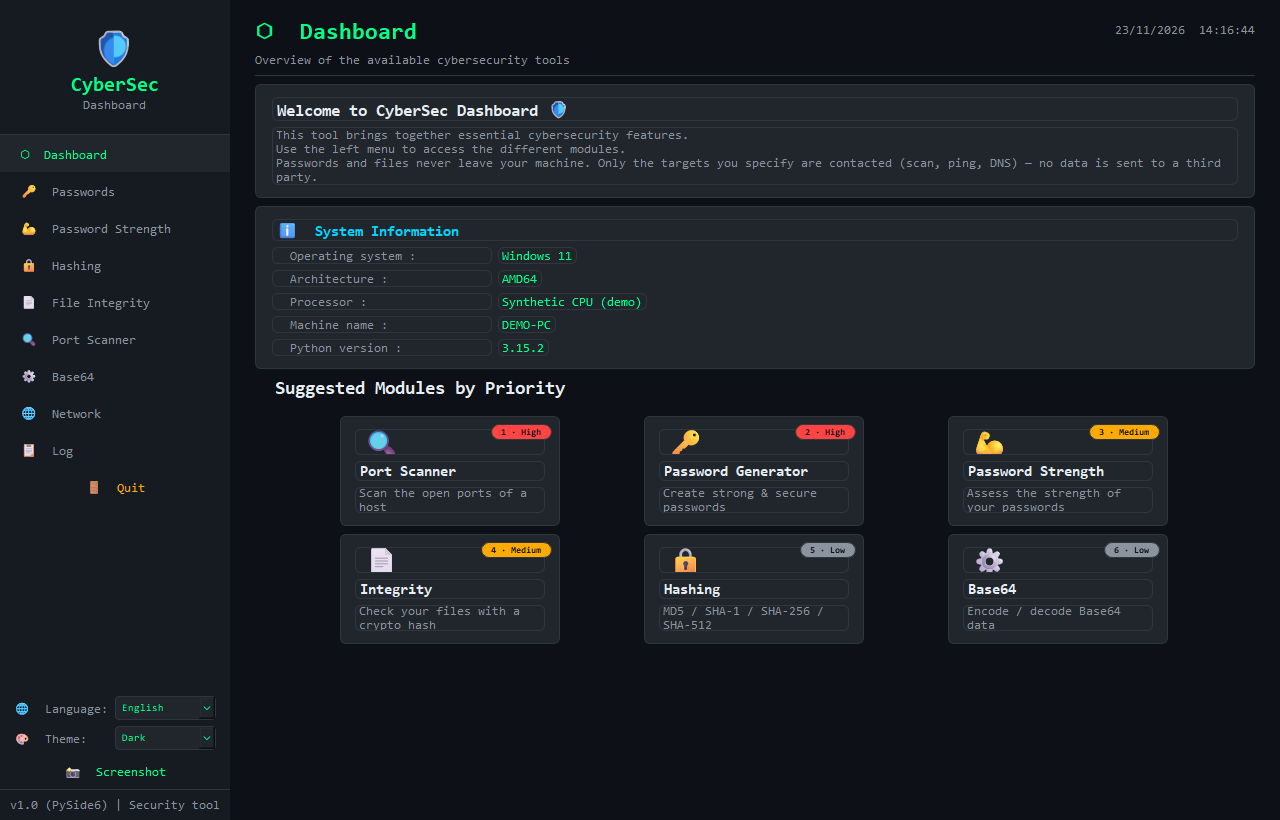 CyberSec
Dashboard
Dashboard
Passwords
Password Strength
Hashing
File Integrity
Port Scanner
Base64
Network
Log
Quit
Language: English
Theme: Dark
Screenshot
v1.0 (PySide6) | Security tool
Dashboard
23/11/2026 14:16:44
Overview of the available cybersecurity tools
Welcome to CyberSec Dashboard
This tool brings together essential cybersecurity features.
Use the left menu to access the different modules.
Passwords and files never leave your machine. Only the targets you specify are contacted (scan, ping, DNS) — no data is sent to a third
party.
System Information
Operating system : Windows 11
Architecture : AMD64
Processor : Synthetic CPU (demo)
Machine name : DEMO-PC
Python version : 3.15.2
Suggested Modules by Priority
1 · High
Port Scanner
Scan the open ports of a
host
2 · High
Password Generator
Create strong & secure
passwords
3 · Medium
Password Strength
Assess the strength of
your passwords
4 · Medium
Integrity
Check your files with a
crypto hash
5 · Low
Hashing
MD5 / SHA-1 / SHA-256 /
SHA-512
6 · Low
Base64
Encode / decode Base64
data